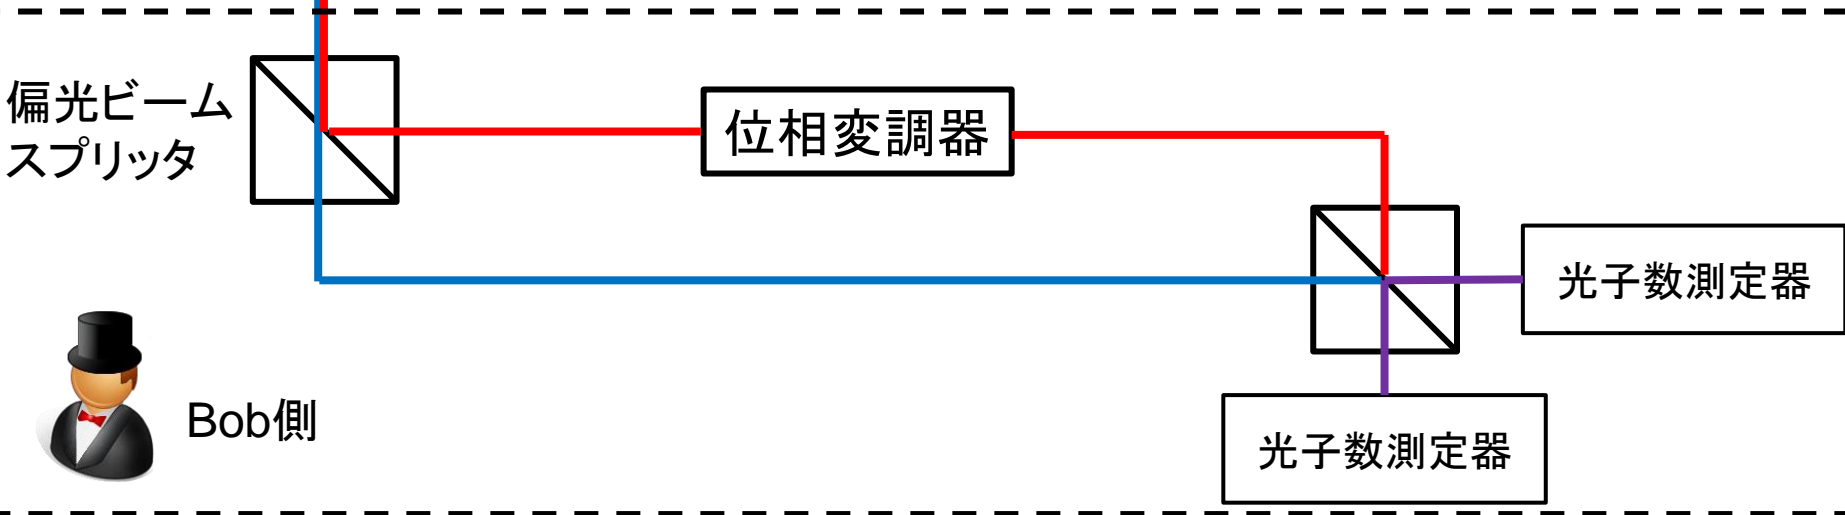 偏光ビーム
スプリッタ
位相変調器
光子数測定器
Bob側
光子数測定器